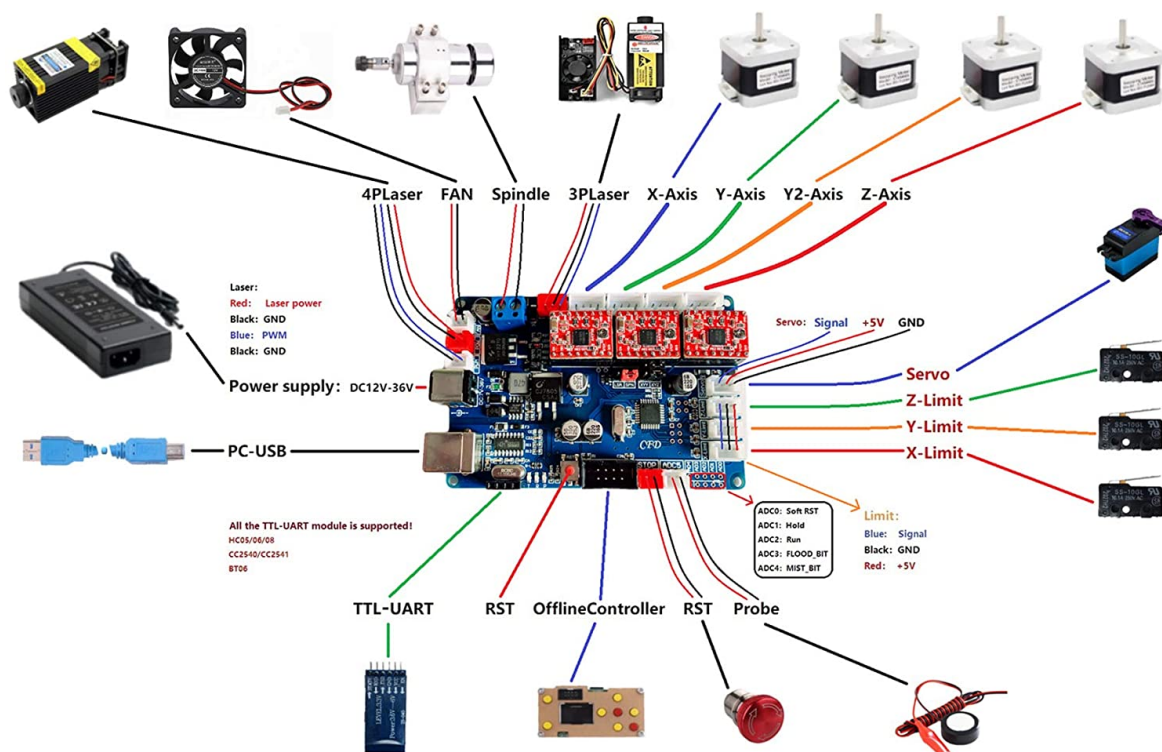 4PLaser
FAN
Spindle
3PLaser
X-Axis
Y-Axis
Y2-Axis
Z-Axis
Laser:
Red: Laser power
Black: GND
Blue: PWM
Black: GND
Servo: Signal +5V GND
Power supply: DC12V-36V
Servo
Z-Limit
Y-Limit
X-Limit
PC-USB
CFD
STOP
ADC5
All the TTL-UART module is supported!
HC05/06/08
CC2540/CC2541
BT06
ADC0: Soft RST
ADC1: Hold
ADC2: Run
ADC3: FLOOD_BIT
ADC4: MIST_BIT
Limit:
Blue: Signal
Black: GND
Red: +5V
TTL-UART
RST
OfflineController
RST
Probe